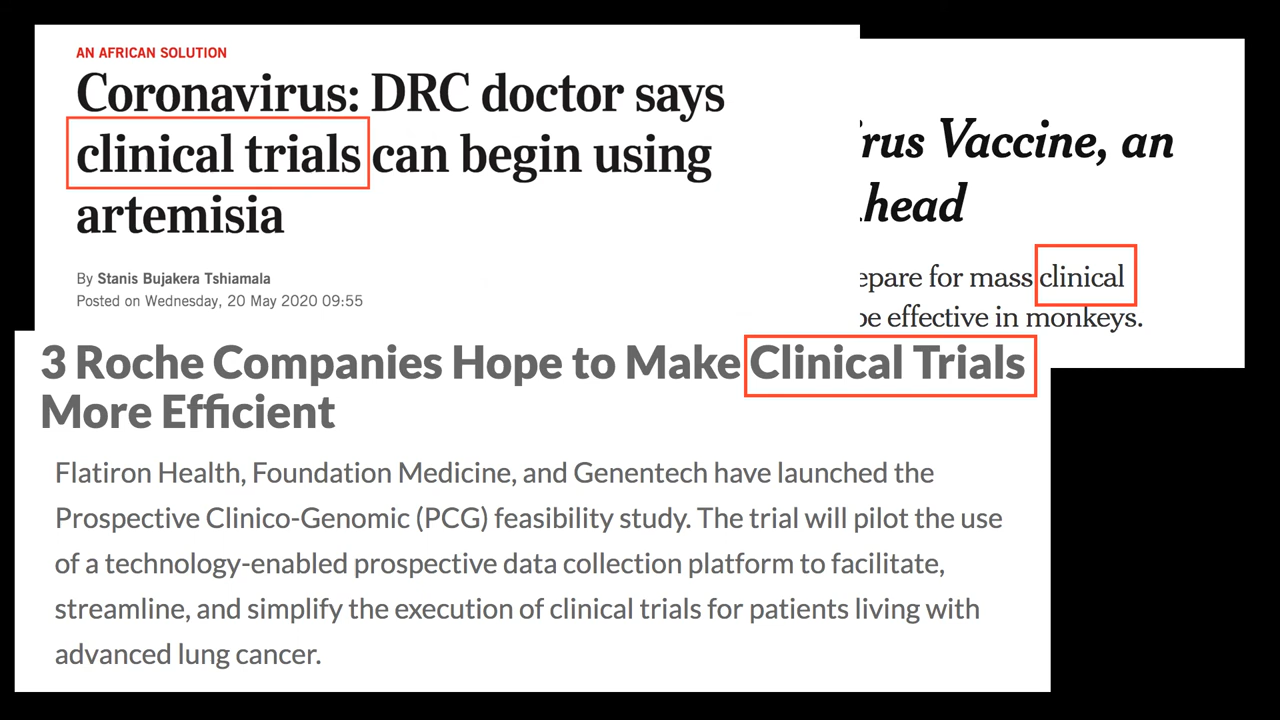 AN AFRICAN SOLUTION
Coronavirus: DRC doctor says
clinical trials can begin using
artemisia
By Stanis Bujakera Tshiamala
Posted on Wednesday, 20 May 2020 09:55
rus Vaccine, an
head
epare for mass clinical
be effective in monkeys.
3 Roche Companies Hope to Make Clinical Trials
More Efficient
Flatiron Health, Foundation Medicine, and Genentech have launched the
Prospective Clinico-Genomic (PCG) feasibility study. The trial will pilot the use
of a technology-enabled prospective data collection platform to facilitate,
streamline, and simplify the execution of clinical trials for patients living with
advanced lung cancer.